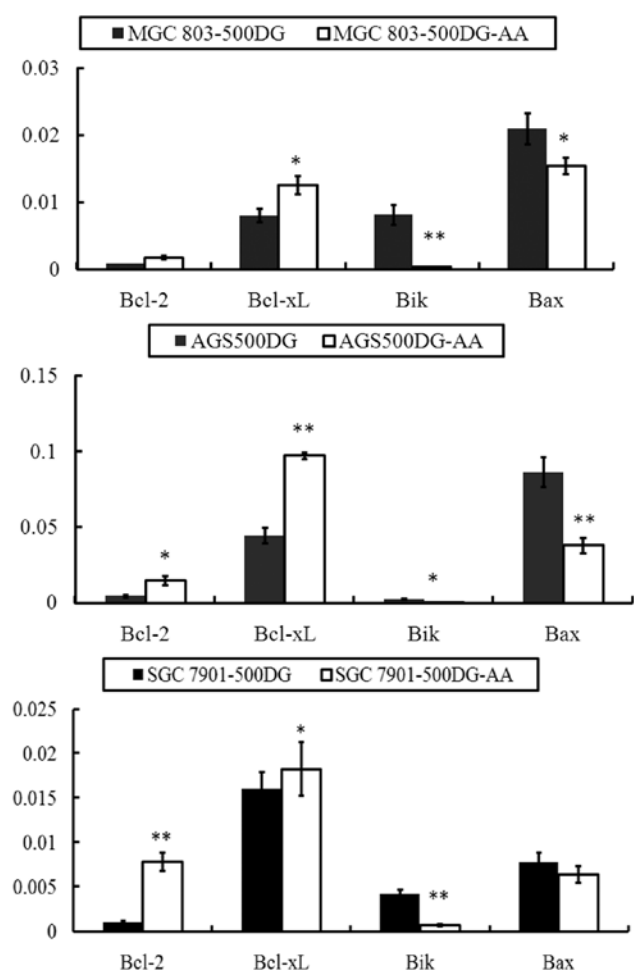 MGC 803-500DG MGC 803-500DG-AA
0.03
0.02
0.01
0
* ** *
Bcl-2 Bcl-xL Bik Bax
AGS500DG AGS500DG-AA
0.15
0.1
0.05
0
* ** * **
Bcl-2 Bcl-xL Bik Bax
SGC 7901-500DG SGC 7901-500DG-AA
0.025
0.02
0.015
0.01
0.005
0
** * **
Bcl-2 Bcl-xL Bik Bax